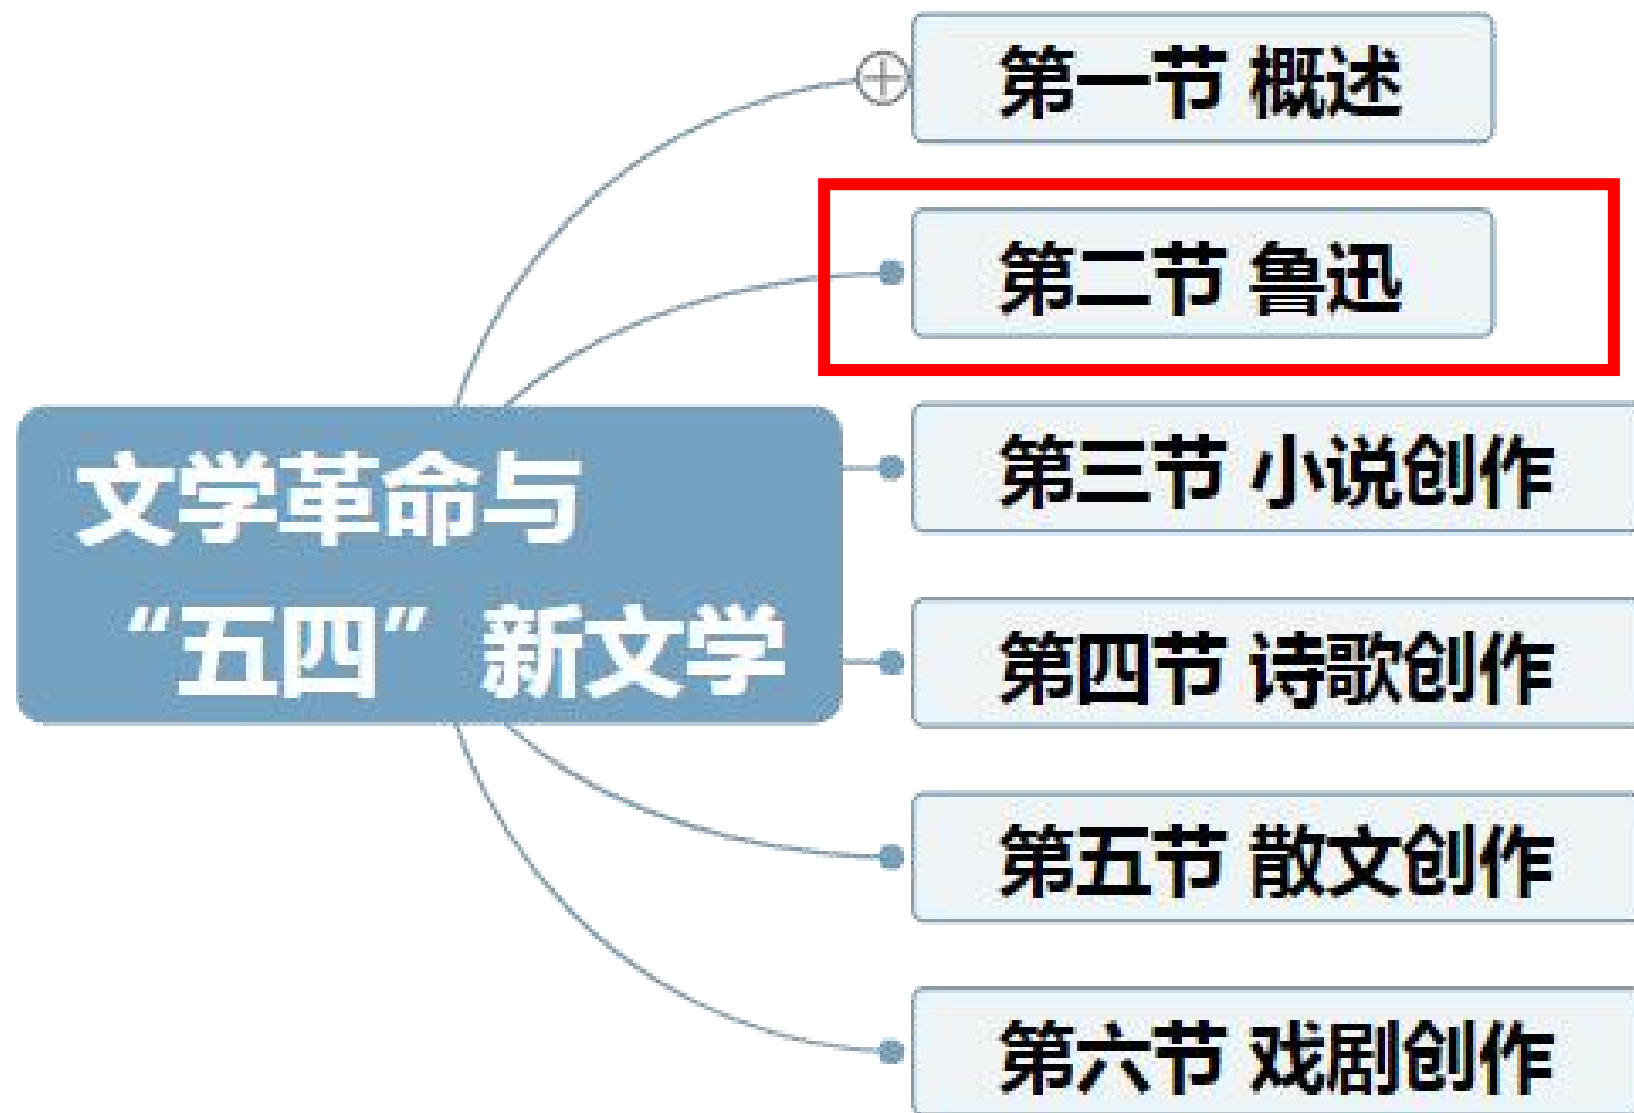 第一节 概述
第二节 鲁迅
文学革命与
“五四”新文学
第三节 小说创作
第四节 诗歌创作
第五节 散文创作
第六节 戏剧创作